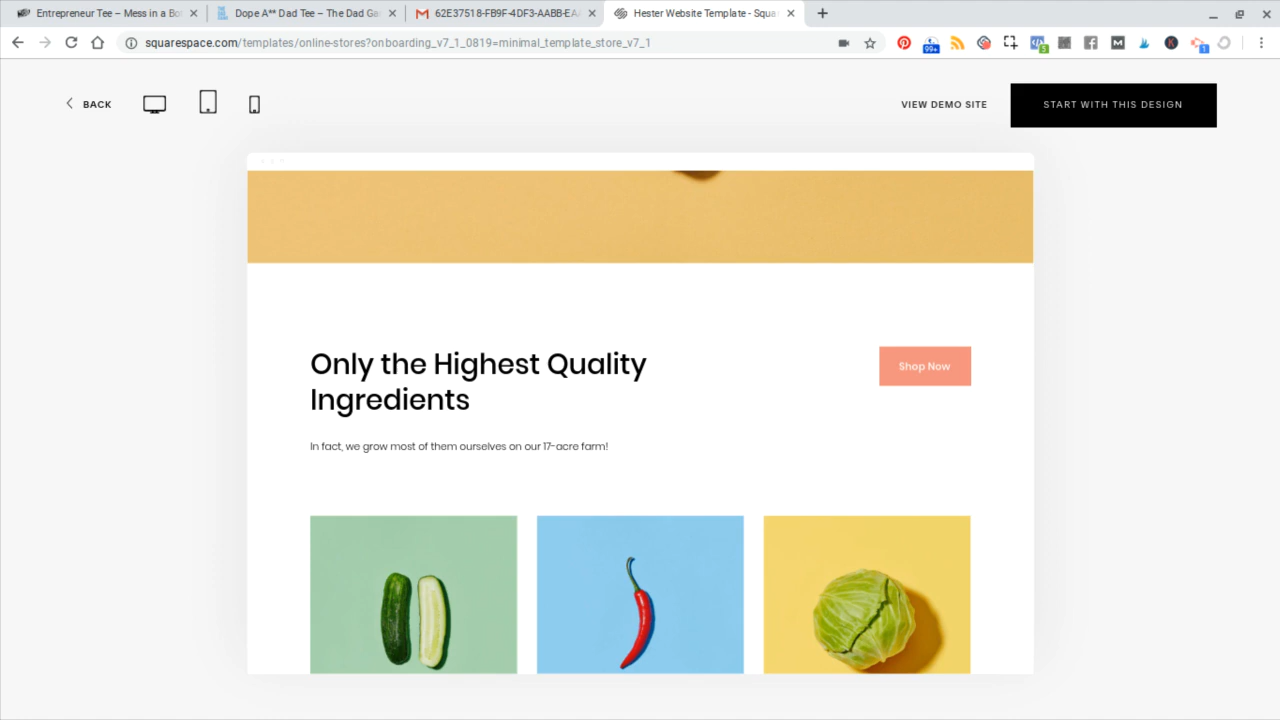 Entrepreneur Tee – Mess in a Bo
Dope A** Dad Tee – The Dad Ga
62E37518-FB9F-4DF3-AABB-EA
Hester Website Template - Squa
squarespace.com/templates/online-stores?onboarding_v7_1_0819=minimal_template_store_v7_1
99+
5
1
BACK
VIEW DEMO SITE
START WITH THIS DESIGN
Only the Highest Quality
Ingredients
Shop Now
In fact, we grow most of them ourselves on our 17-acre farm!